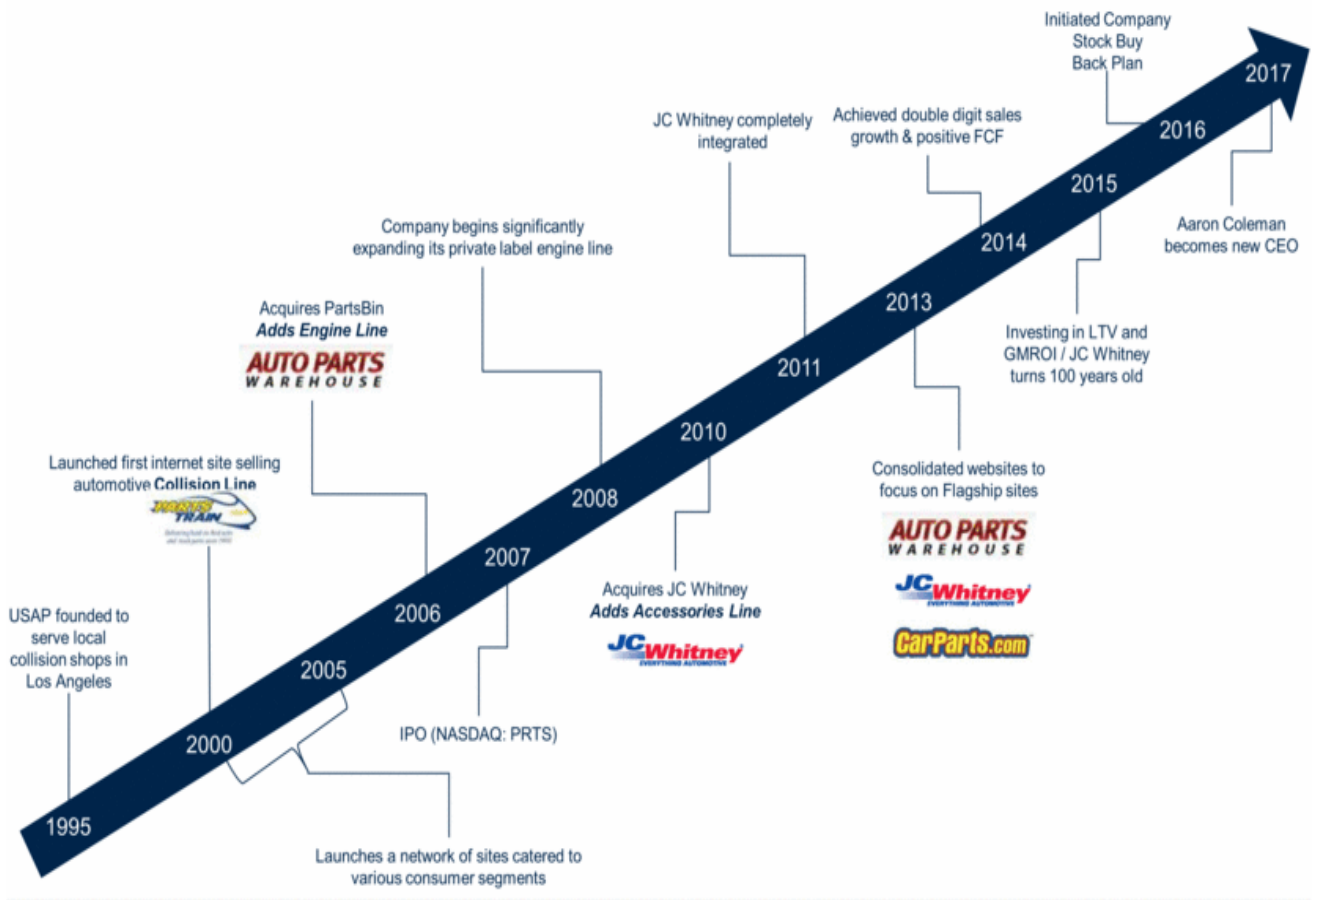 Initiated Company
Stock Buy
Back Plan
2017
JC Whitney completely
integrated
Achieved double digit sales
growth & positive FCF
2016
2015
Aaron Coleman
becomes new CEO
Company begins significantly
expanding its private label engine line
2014
2013
Acquires PartsBin
Adds Engine Line
AUTO PARTS
WAREHOUSE
Investing in LTV and
GMROI / JC Whitney
turns 100 years old
2011
2010
Launched first internet site selling
automotive Collision Line
PARTS
TRAIN
2008
Consolidated websites to
focus on Flagship sites
AUTO PARTS
WAREHOUSE
JCWhitney
EVERYTHING AUTOMOTIVE
CarParts.com
2007
Acquires JC Whitney
Adds Accessories Line
JCWhitney
EVERYTHING AUTOMOTIVE
2006
USAP founded to
serve local
collision shops in
Los Angeles
2005
IPO (NASDAQ: PRTS)
2000
1995
Launches a network of sites catered to
various consumer segments